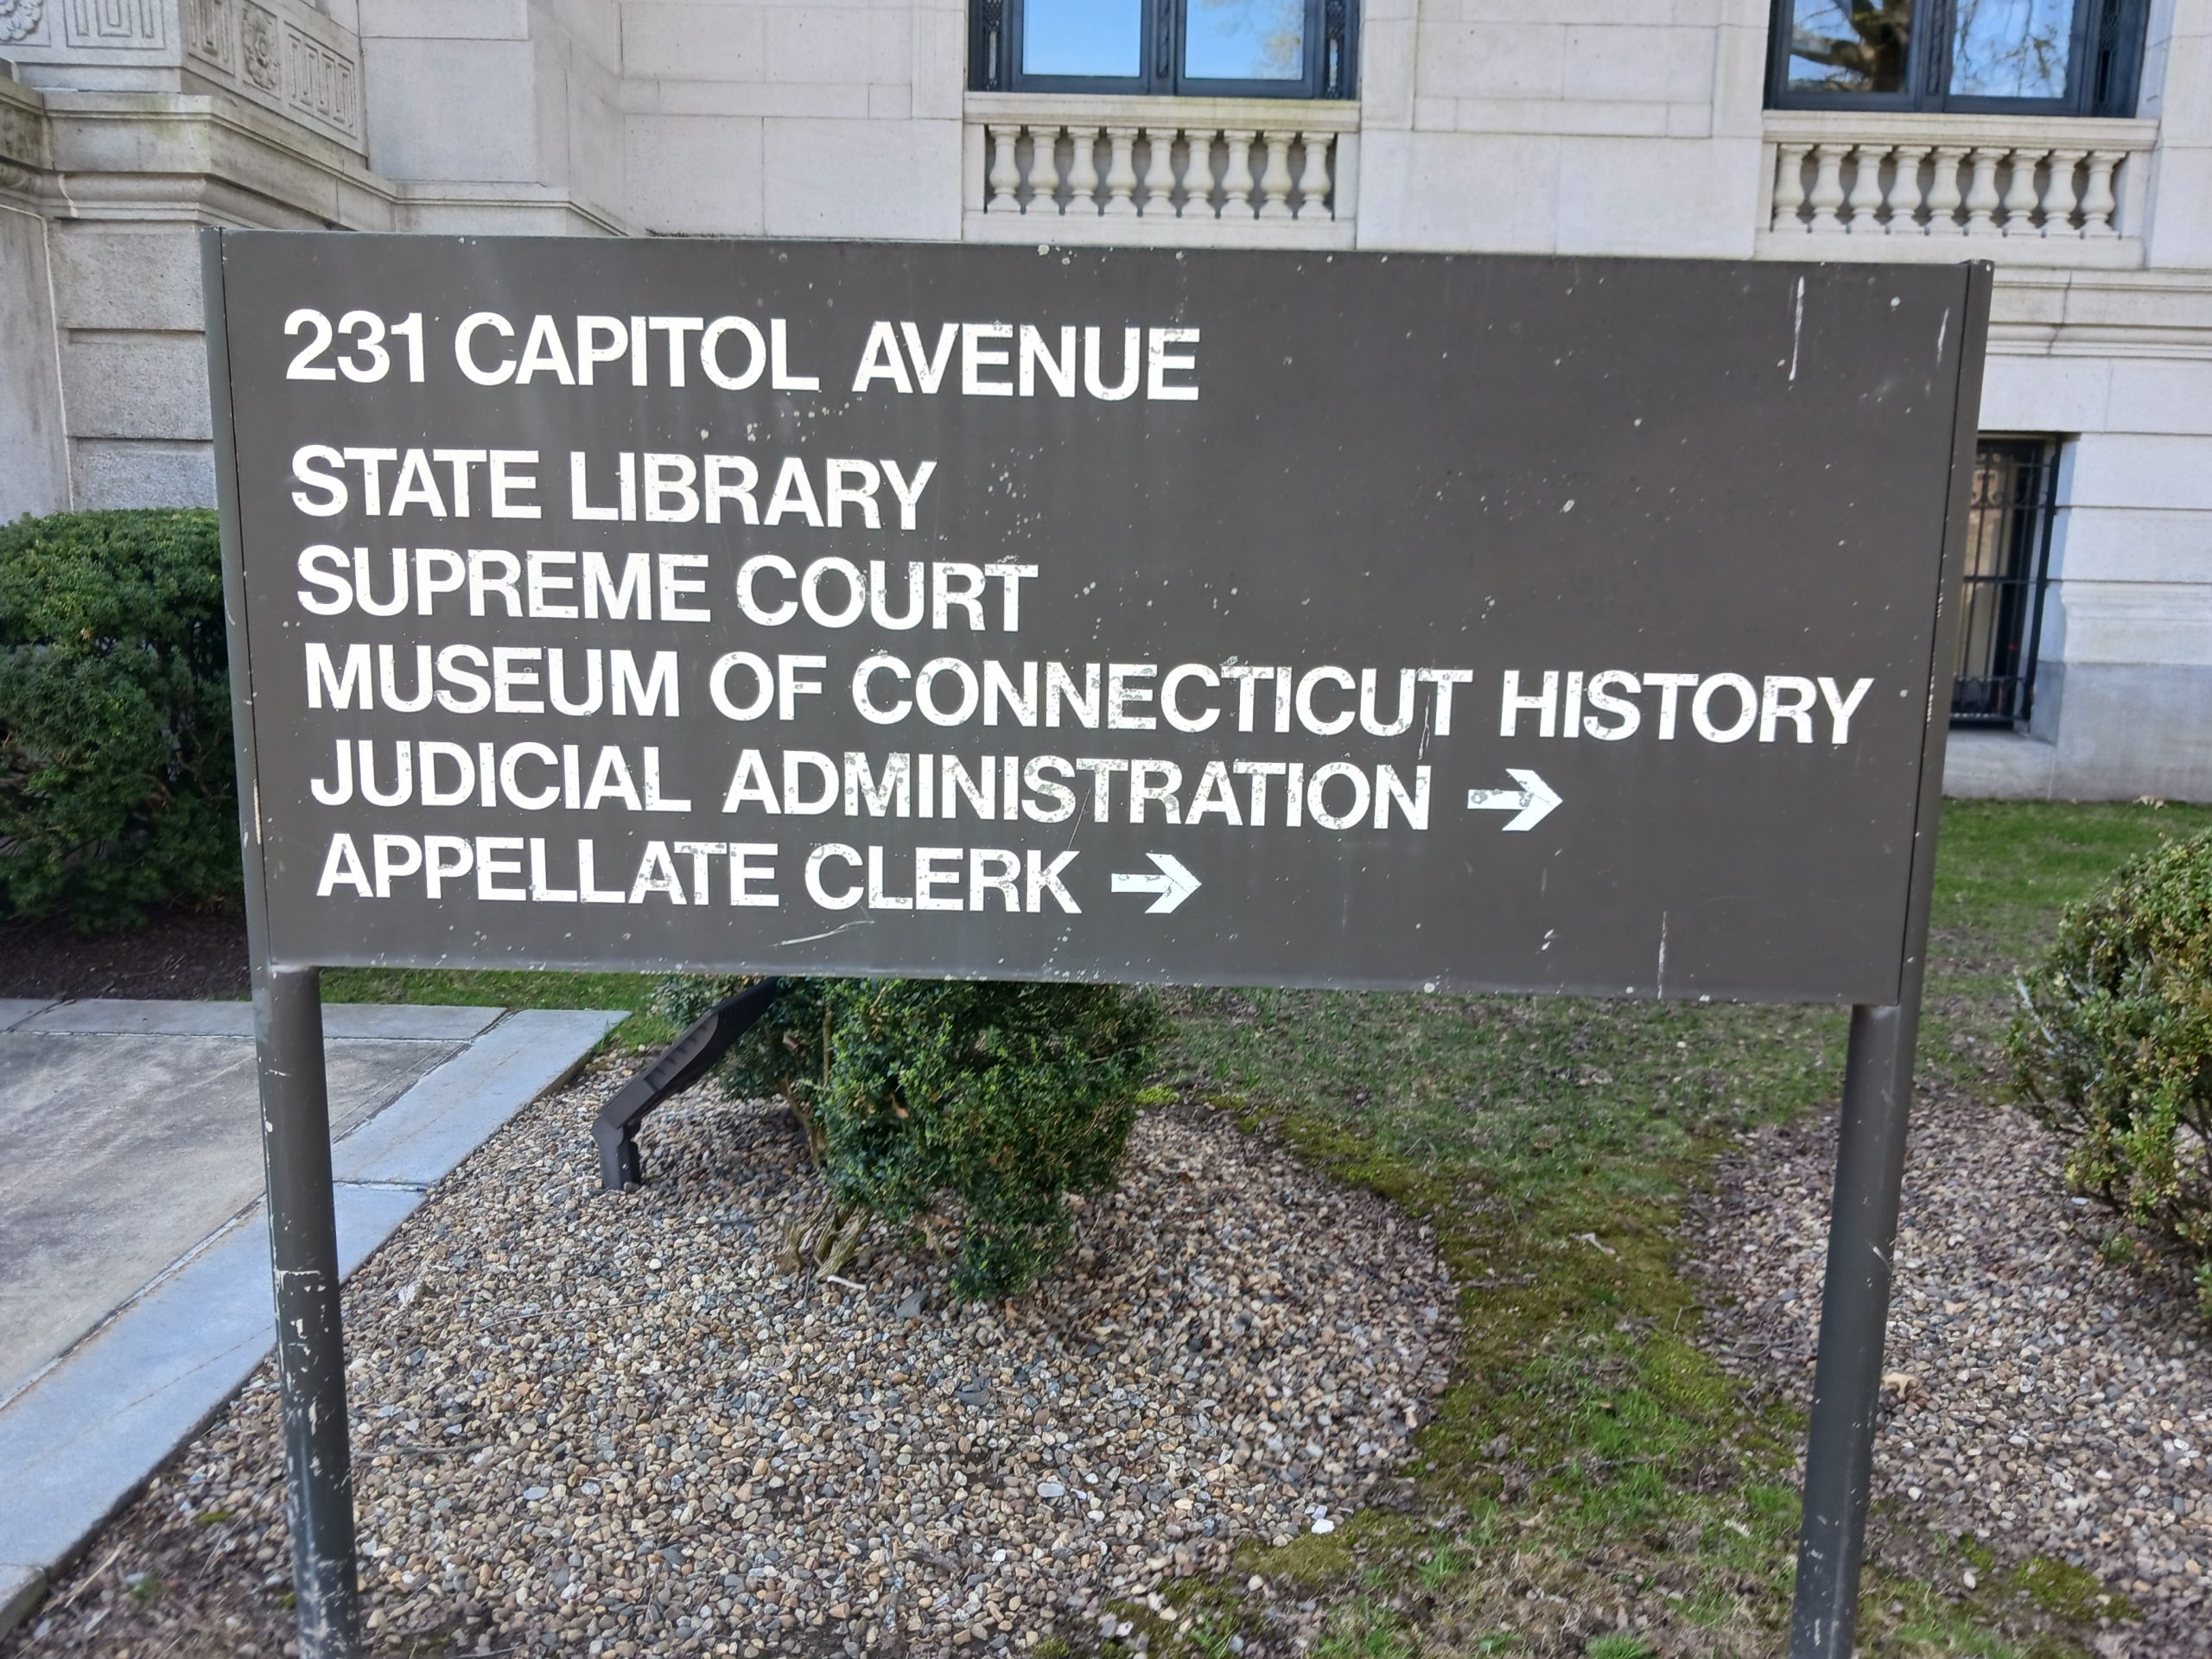 231 CAPITOL AVENUE
STATE LIBRARY
SUPREME COURT
MUSEUM OF CONNECTICUT HISTORY
JUDICIAL ADMINISTRATION →
APPELLATE CLERK →